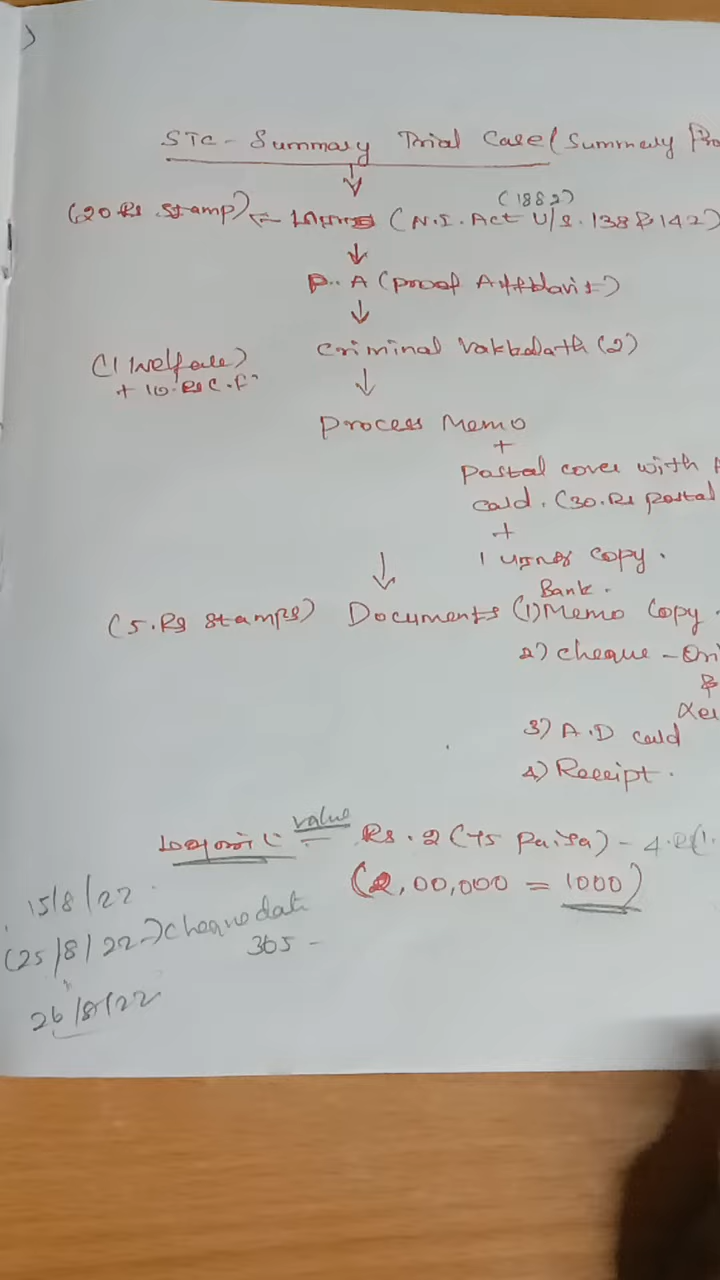 STC - Summary Trial Case (Summary Pro
(1882)
(20 Rs Stamp) ← (N.I. Act U/s. 138 & 142)
P. A (Proof Affidavit)
Criminal Vakkalath (2)
(1 Welfare)
+ 10. Rs C.F
Process Memo
+
Postal cover with A
card. (30. Rs Postal
+
1 Copy.
Bank.
(5. Rs Stamps) Documents (1) Memo Copy.
2) cheque - Ori
&
Xer
3) A.D card
4) Receipt.
value
Rs. 2 (75 Paisa) -
(2,00,000 = 1000)
15/8/22
(25/8/22 → cheque date
365 -
26/8/22